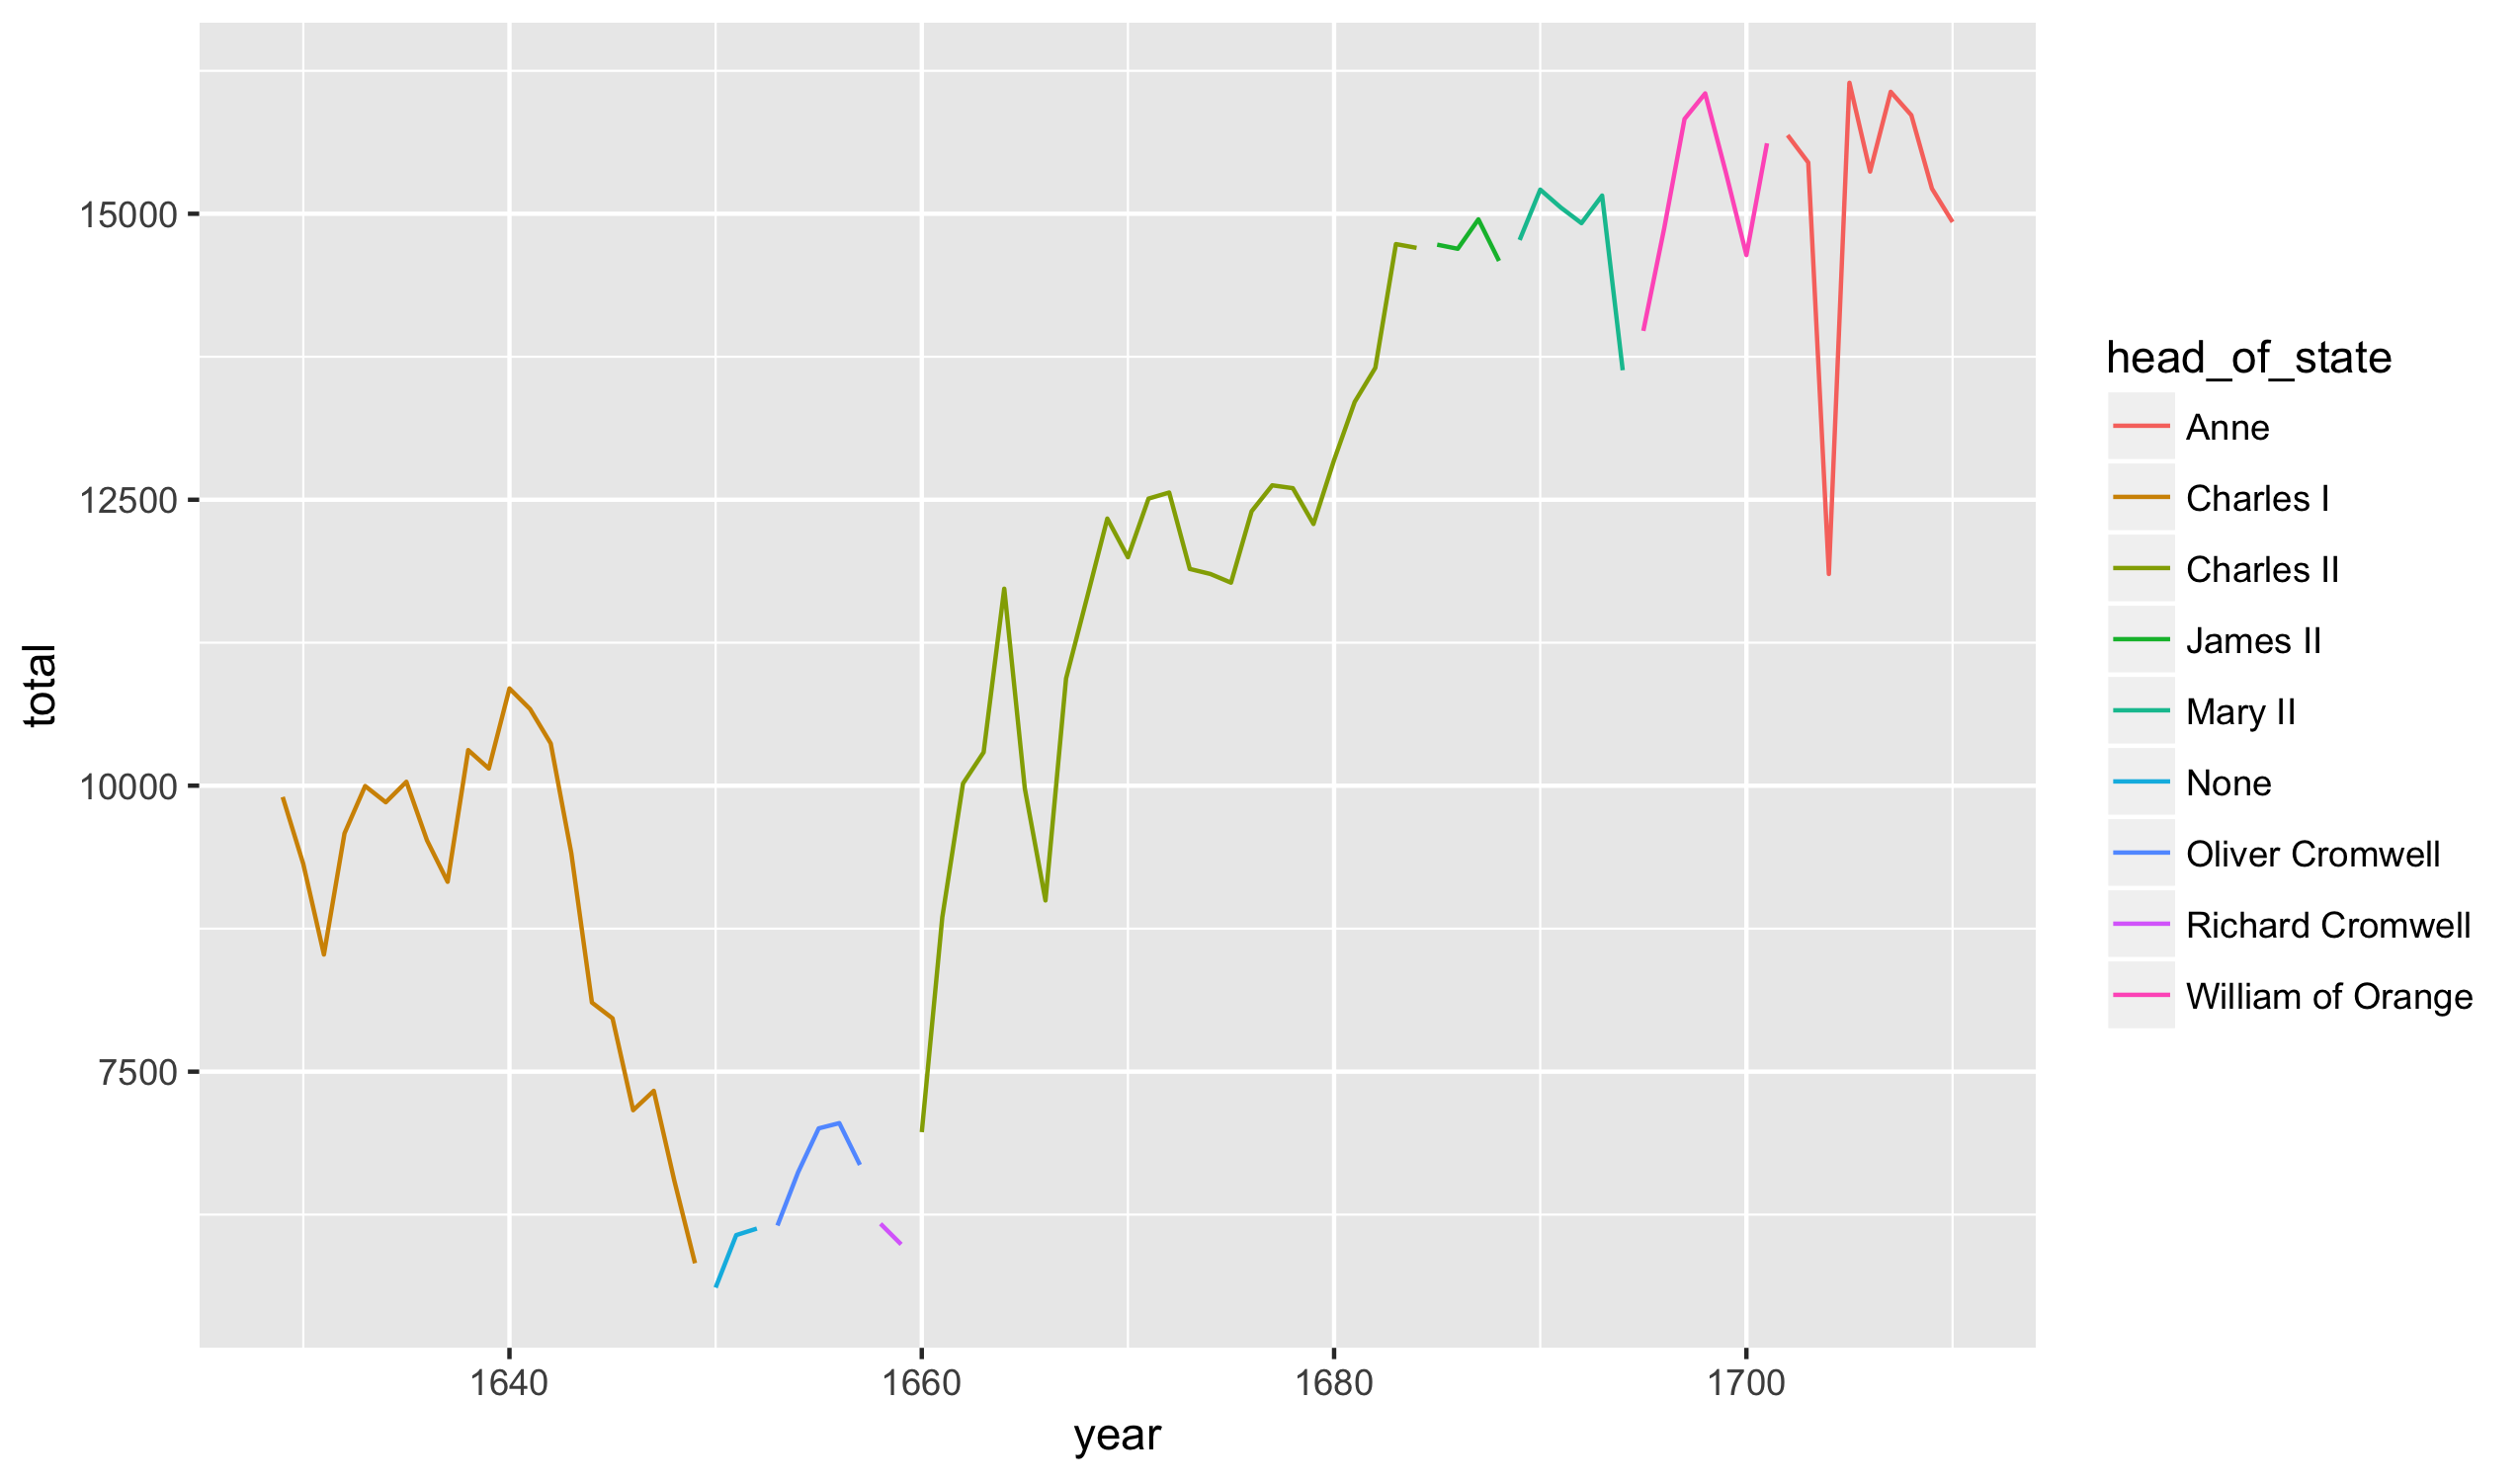 15000
12500
10000
7500
total
1640
1660
1680
1700
year
head_of_state
Anne
Charles I
Charles II
James II
Mary II
None
Oliver Cromwell
Richard Cromwell
William of Orange